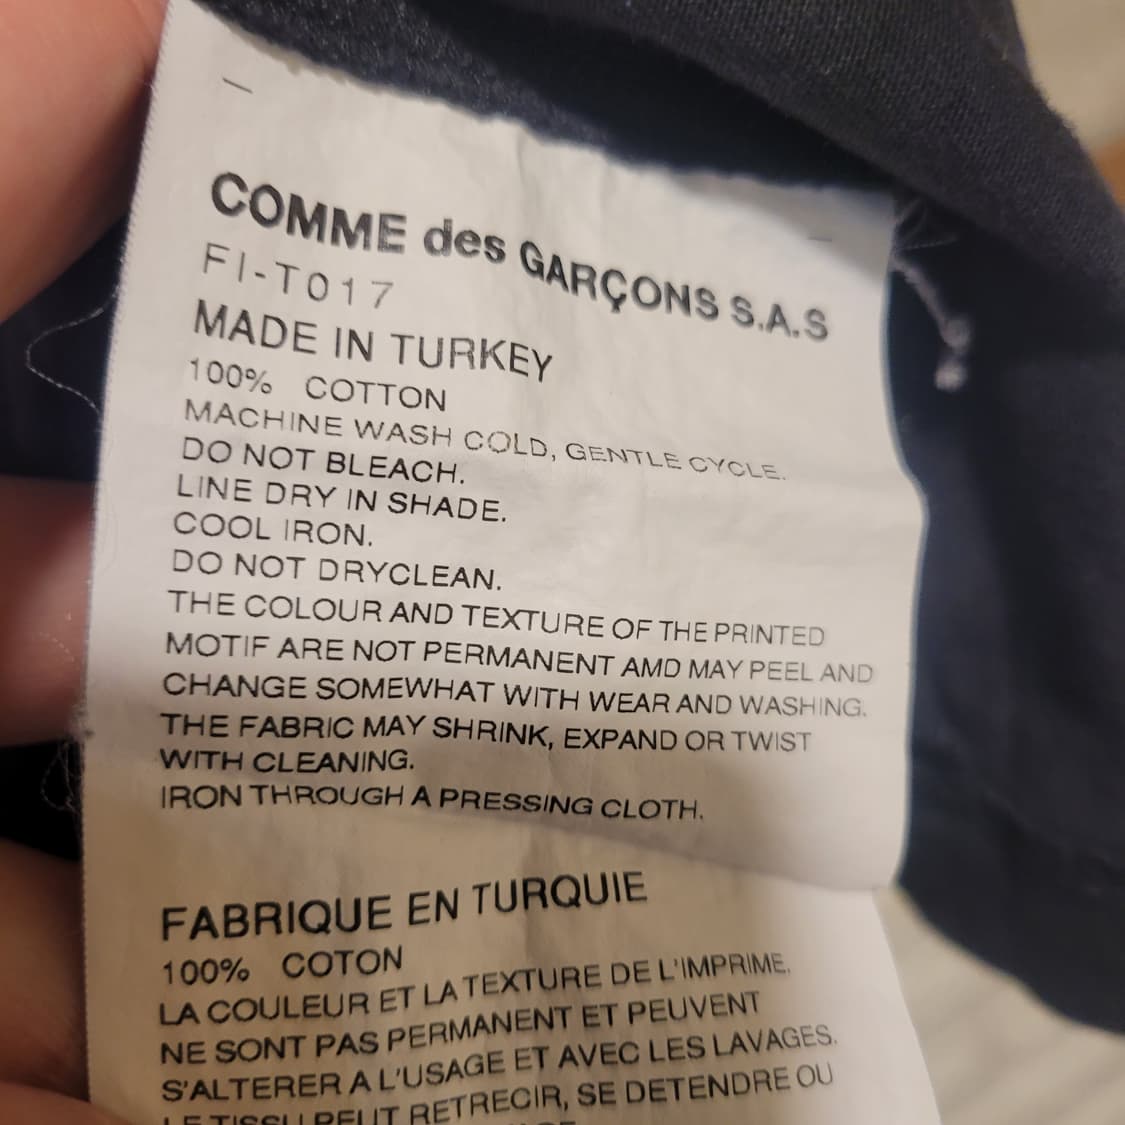 COMME des GARÇONS S.A.S
FI-T017
MADE IN TURKEY
100% COTTON
MACHINE WASH COLD, GENTLE CYCLE.
DO NOT BLEACH.
LINE DRY IN SHADE.
COOL IRON.
DO NOT DRYCLEAN.
THE COLOUR AND TEXTURE OF THE PRINTED
MOTIF ARE NOT PERMANENT AMD MAY PEEL AND
CHANGE SOMEWHAT WITH WEAR AND WASHING.
THE FABRIC MAY SHRINK, EXPAND OR TWIST
WITH CLEANING.
IRON THROUGH A PRESSING CLOTH.
FABRIQUE EN TURQUIE
100% COTON
LA COULEUR ET LA TEXTURE DE L'IMPRIME.
NE SONT PAS PERMANENT ET PEUVENT
S'ALTERER A L'USAGE ET AVEC LES LAVAGES.
LE TISSU PEUT RETRECIR, SE DETENDRE OU